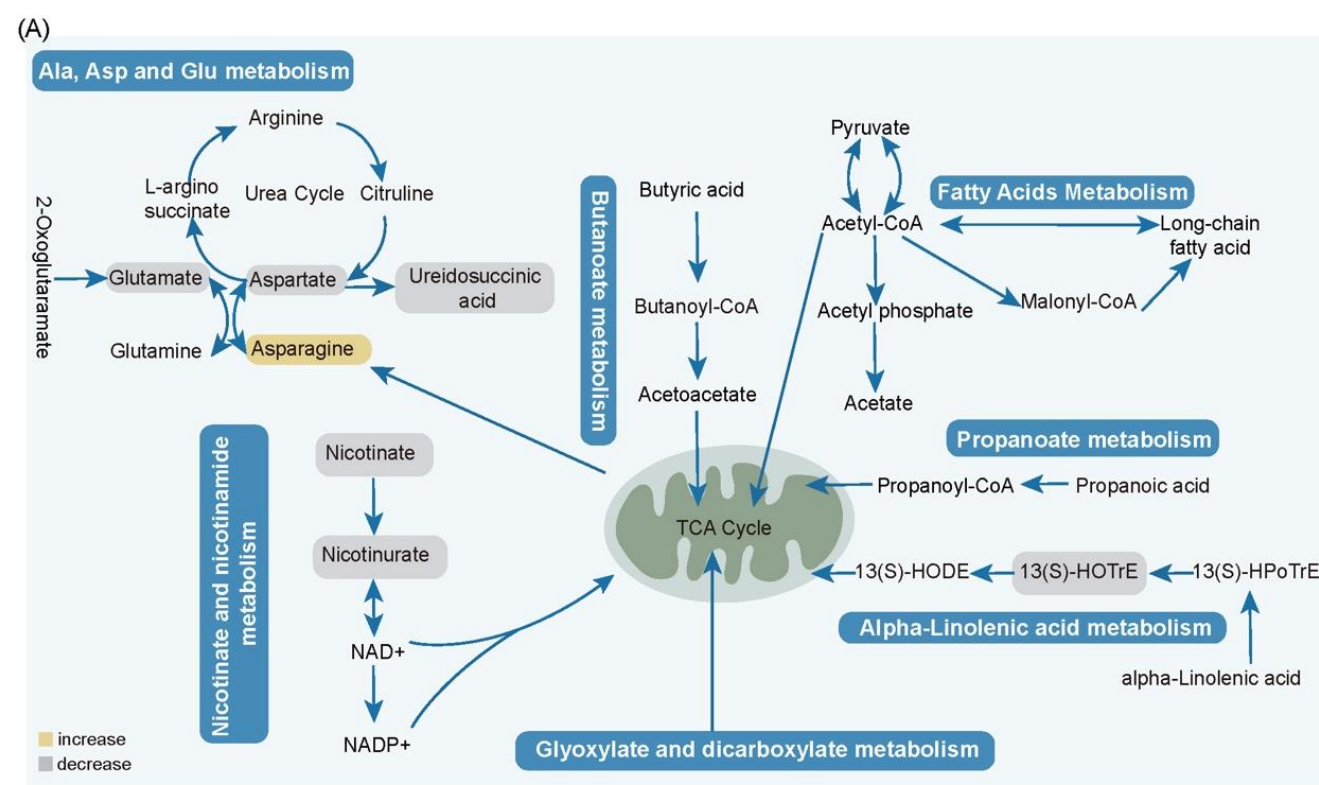 (A)
Ala, Asp and Glu metabolism
Arginine
L-argino
succinate
Urea Cycle
Citruline
2-Oxoglutaramate
Glutamate
Aspartate
Ureidosuccinic
acid
Glutamine
Asparagine
Butanoate metabolism
Butyric acid
Butanoyl-CoA
Acetoacetate
Pyruvate
Fatty Acids Metabolism
Acetyl-CoA
Long-chain
fatty acid
Malonyl-CoA
Acetyl phosphate
Acetate
Propanoate metabolism
Propanoyl-CoA
Propanoic acid
TCA Cycle
13(S)-HODE
13(S)-HOTrE
13(S)-HPoTrE
Alpha-Linolenic acid metabolism
alpha-Linolenic acid
Nicotinate and nicotinamide
metabolism
Nicotinate
Nicotinurate
NAD+
NADP+
Glyoxylate and dicarboxylate metabolism
increase
decrease